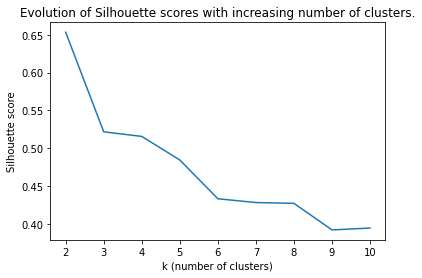 Evolution of Silhouette scores with increasing number of clusters.
0.65
0.60
0.55
0.50
0.45
0.40
Silhouette score
2 3 4 5 6 7 8 9 10
k (number of clusters)